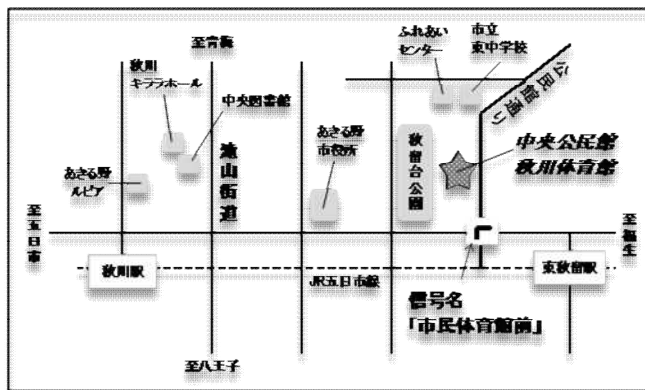 至青梅
ふれあい
センター
市立
東中学校
秋川
キララホール
中央図書館
公民館通り
あきる野
市役所
秋留台公園
中央公民館
秋川体育館
あきる野
ルピア
滝山街道
至五日市
至福生
秋川駅
JR五日市線
東秋留駅
信号名
「市民体育館前」
至八王子